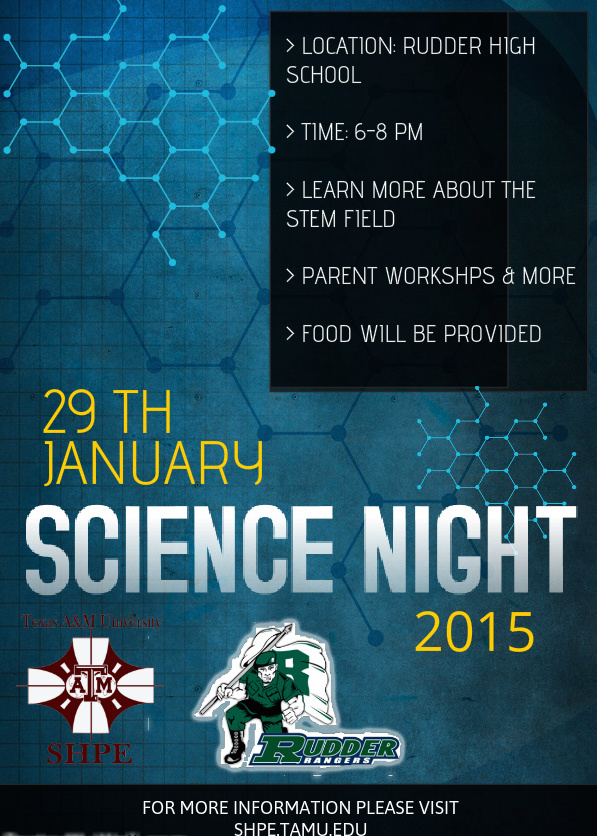 > LOCATION: RUDDER HIGH
SCHOOL
> TIME: 6-8 PM
> LEARN MORE ABOUT THE
STEM FIELD
> PARENT WORKSHPS & MORE
> FOOD WILL BE PROVIDED
29 TH
JANUARY
SCIENCE NIGHT
2015
Texas A&M University
ATM
SHPE
R
RUDDER
RANGERS
FOR MORE INFORMATION PLEASE VISIT
SHPE.TAMU.EDU